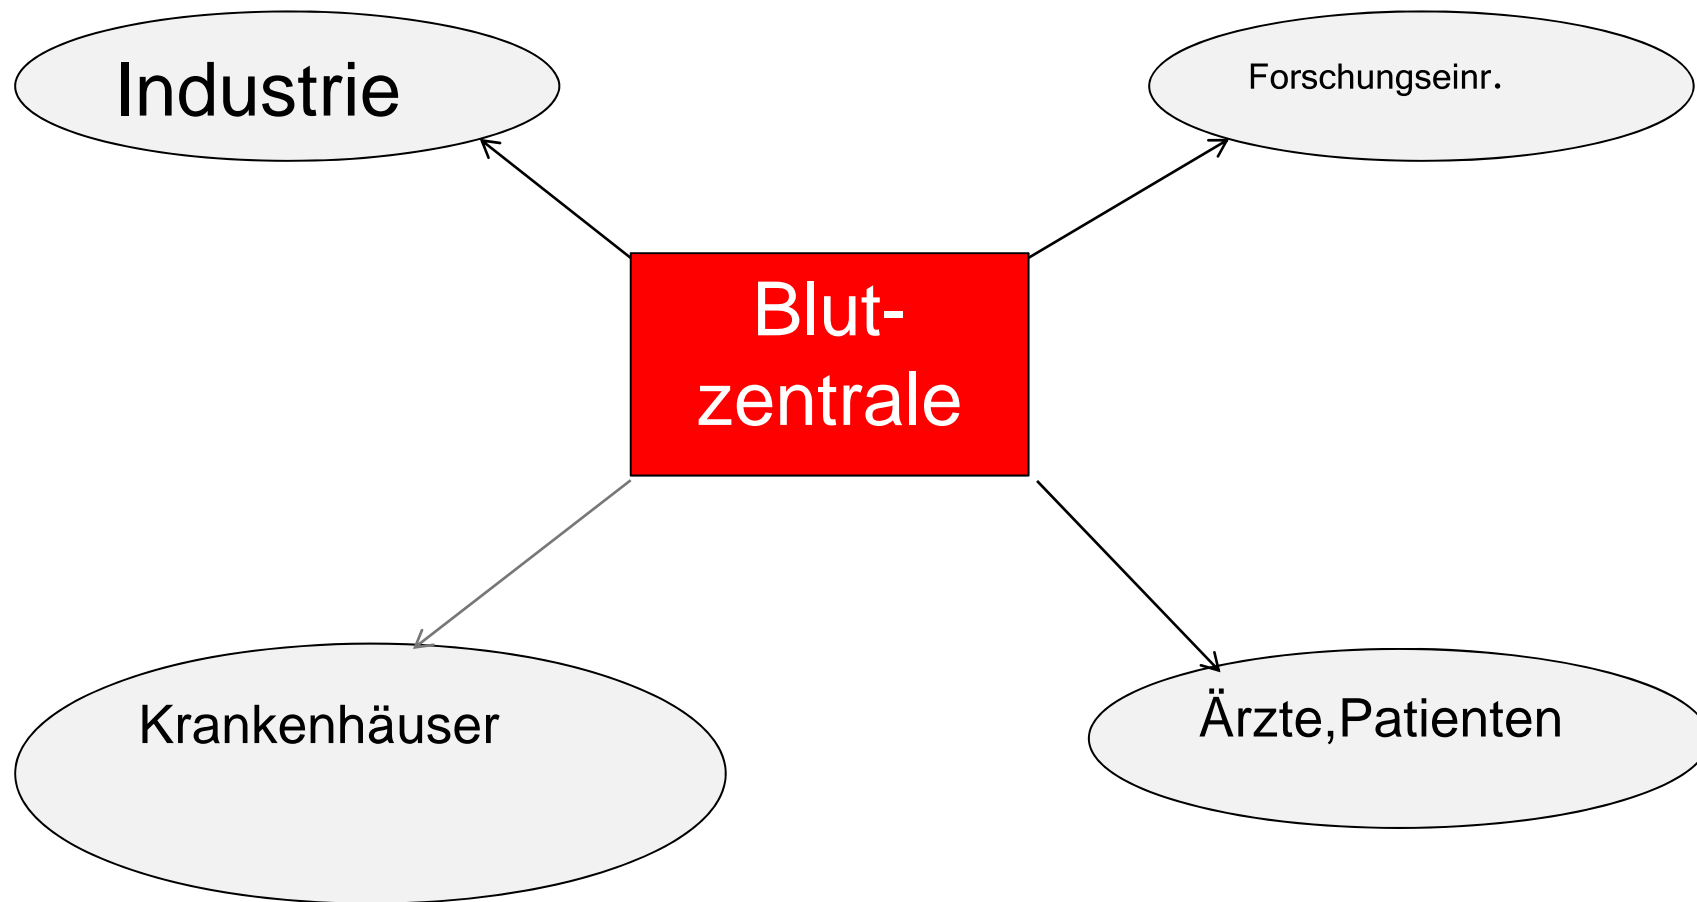 Industrie
Forschungseinr.
Blut-
zentrale
Krankenhäuser
Ärzte,Patienten